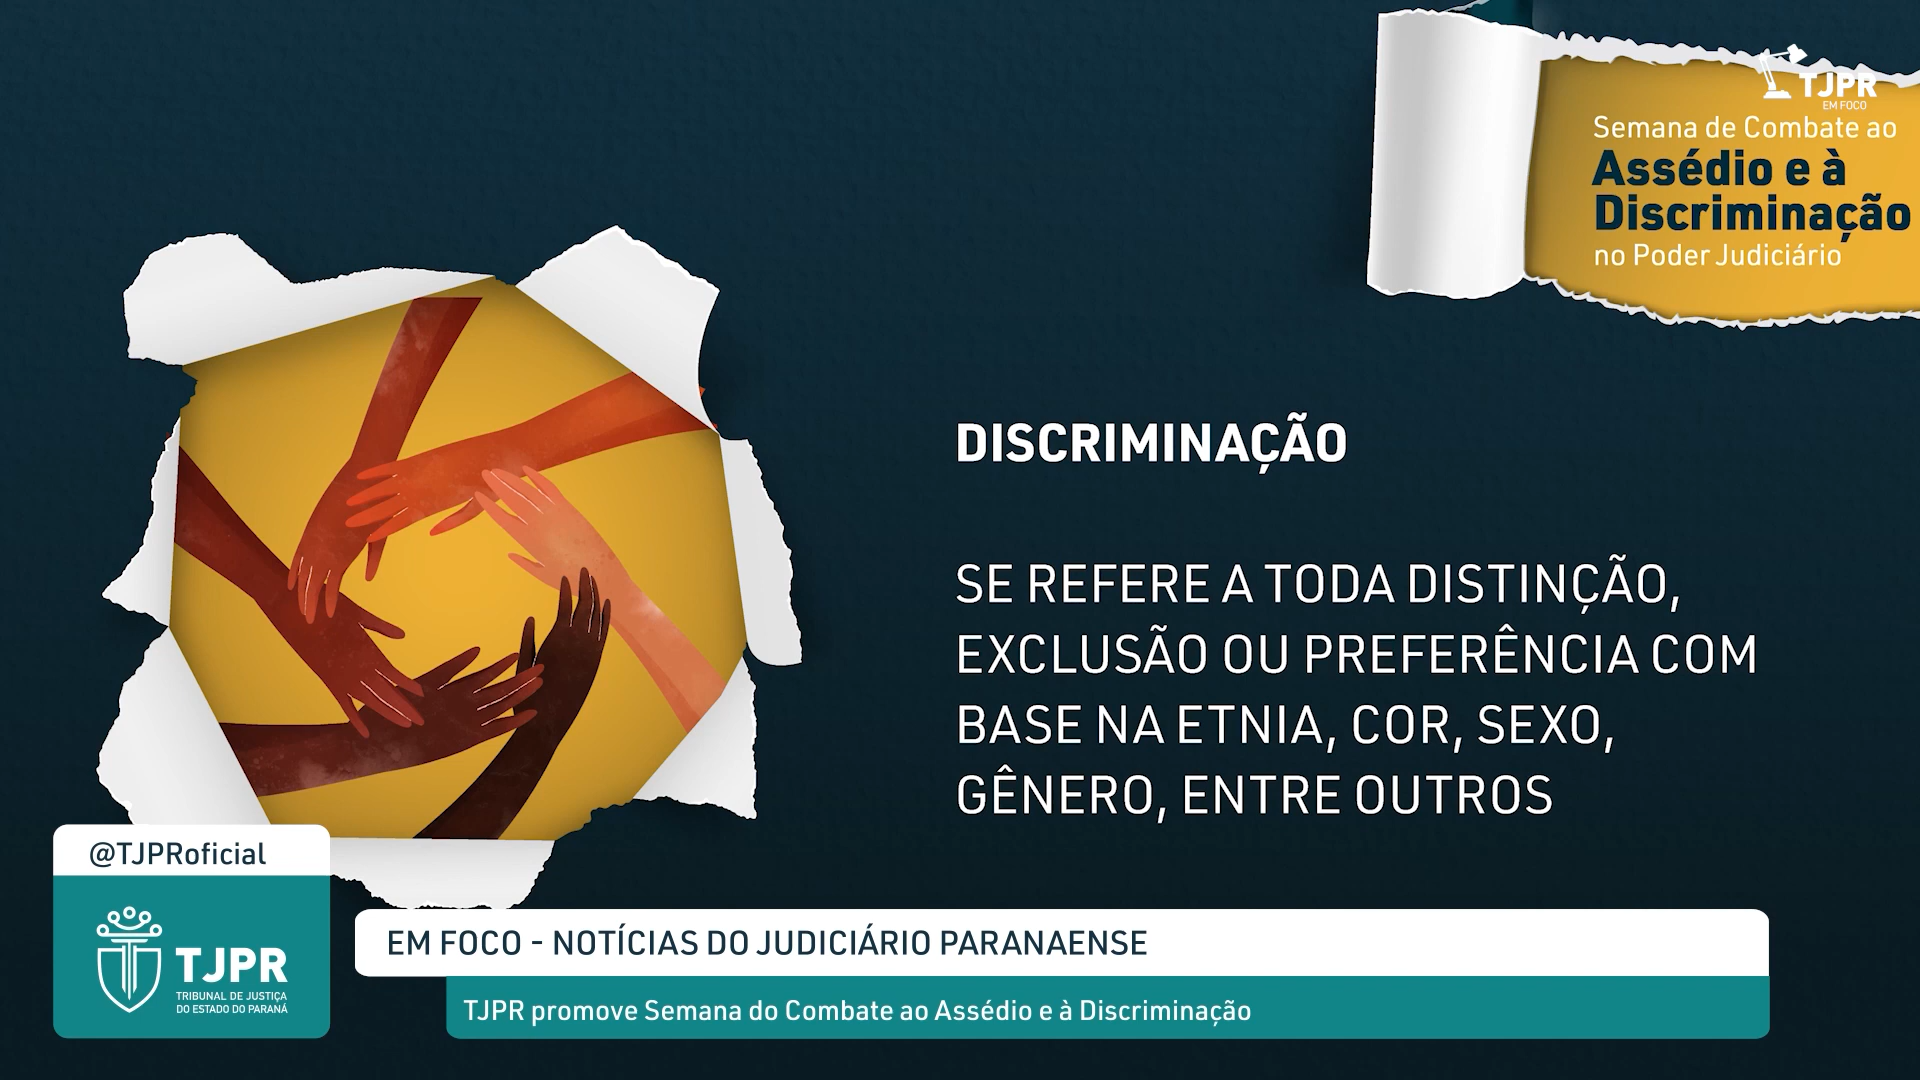 TJPR
EM FOCO
Semana de Combate ao
Assédio e à
Discriminação
no Poder Judiciário
DISCRIMINAÇÃO
SE REFERE A TODA DISTINÇÃO,
EXCLUSÃO OU PREFERÊNCIA COM
BASE NA ETNIA, COR, SEXO,
GÊNERO, ENTRE OUTROS
@TJPRoficial
TJPR
TRIBUNAL DE JUSTIÇA
DO ESTADO DO PARANÁ
EM FOCO - NOTÍCIAS DO JUDICIÁRIO PARANAENSE
TJPR promove Semana do Combate ao Assédio e à Discriminação